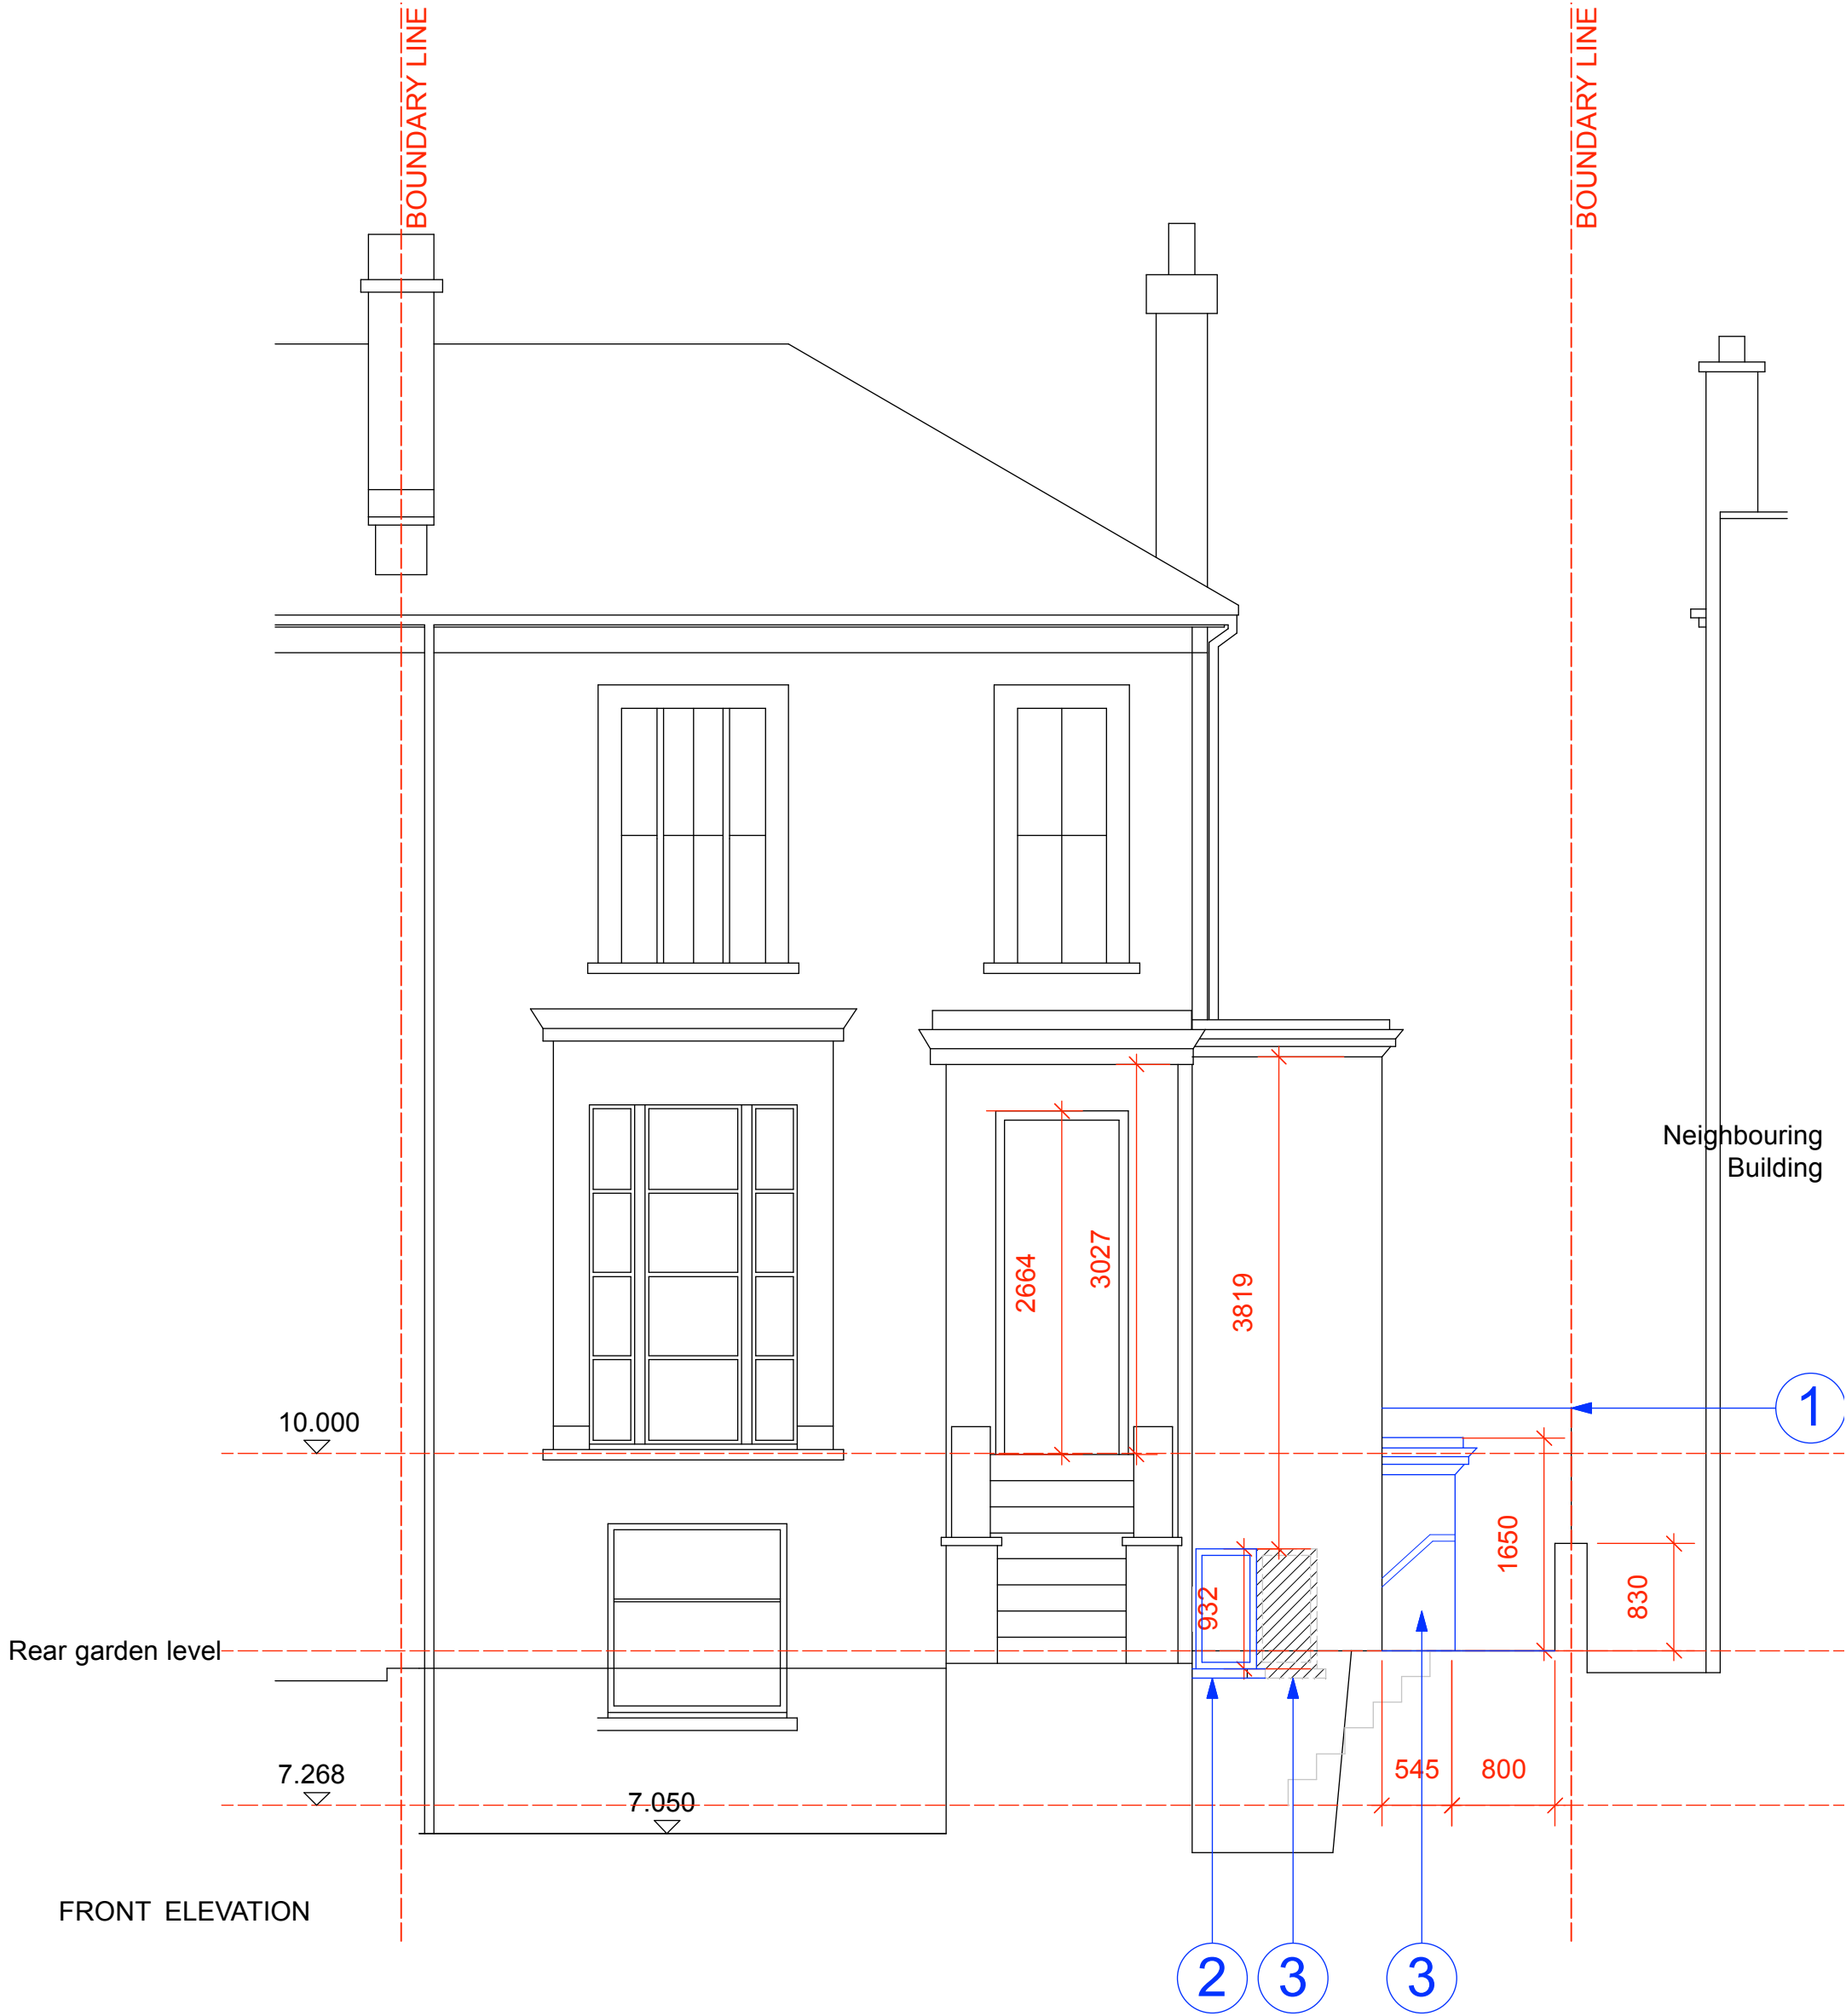 BOUNDARY LINE
BOUNDARY LINE
Neighbouring
Building
2664
3027
3819
1
10.000
1650
932
830
Rear garden level
7.268
7.050
545
800
FRONT ELEVATION
2
3
3